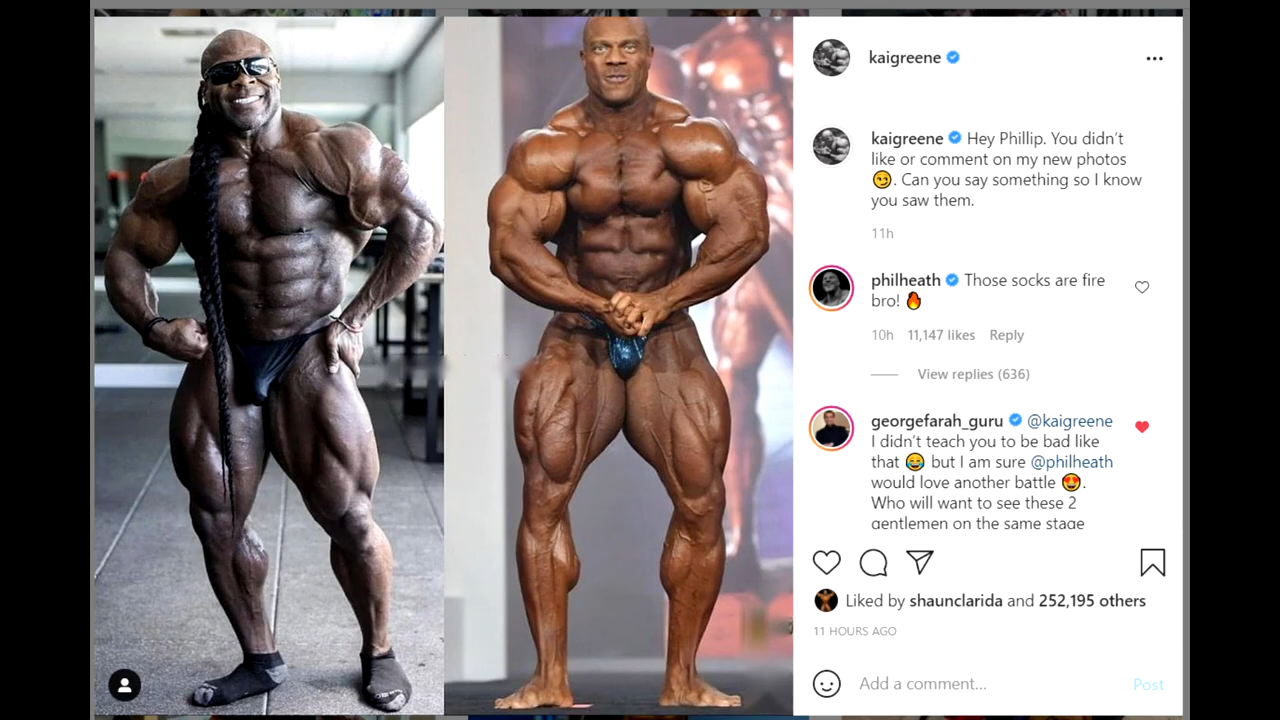 kaigreene
kaigreene Hey Phillip. You didn't
like or comment on my new photos
😏. Can you say something so I know
you saw them.
11h
philheath Those socks are fire
bro! 🔥
10h 11,147 likes Reply
View replies (636)
georgefarah_guru @kaigreene
I didn't teach you to be bad like
that 😂 but I am sure @philheath
would love another battle 😍.
Who will want to see these 2
gentlemen on the same stage
Liked by shaunclarida and 252,195 others
11 HOURS AGO
Add a comment... Post